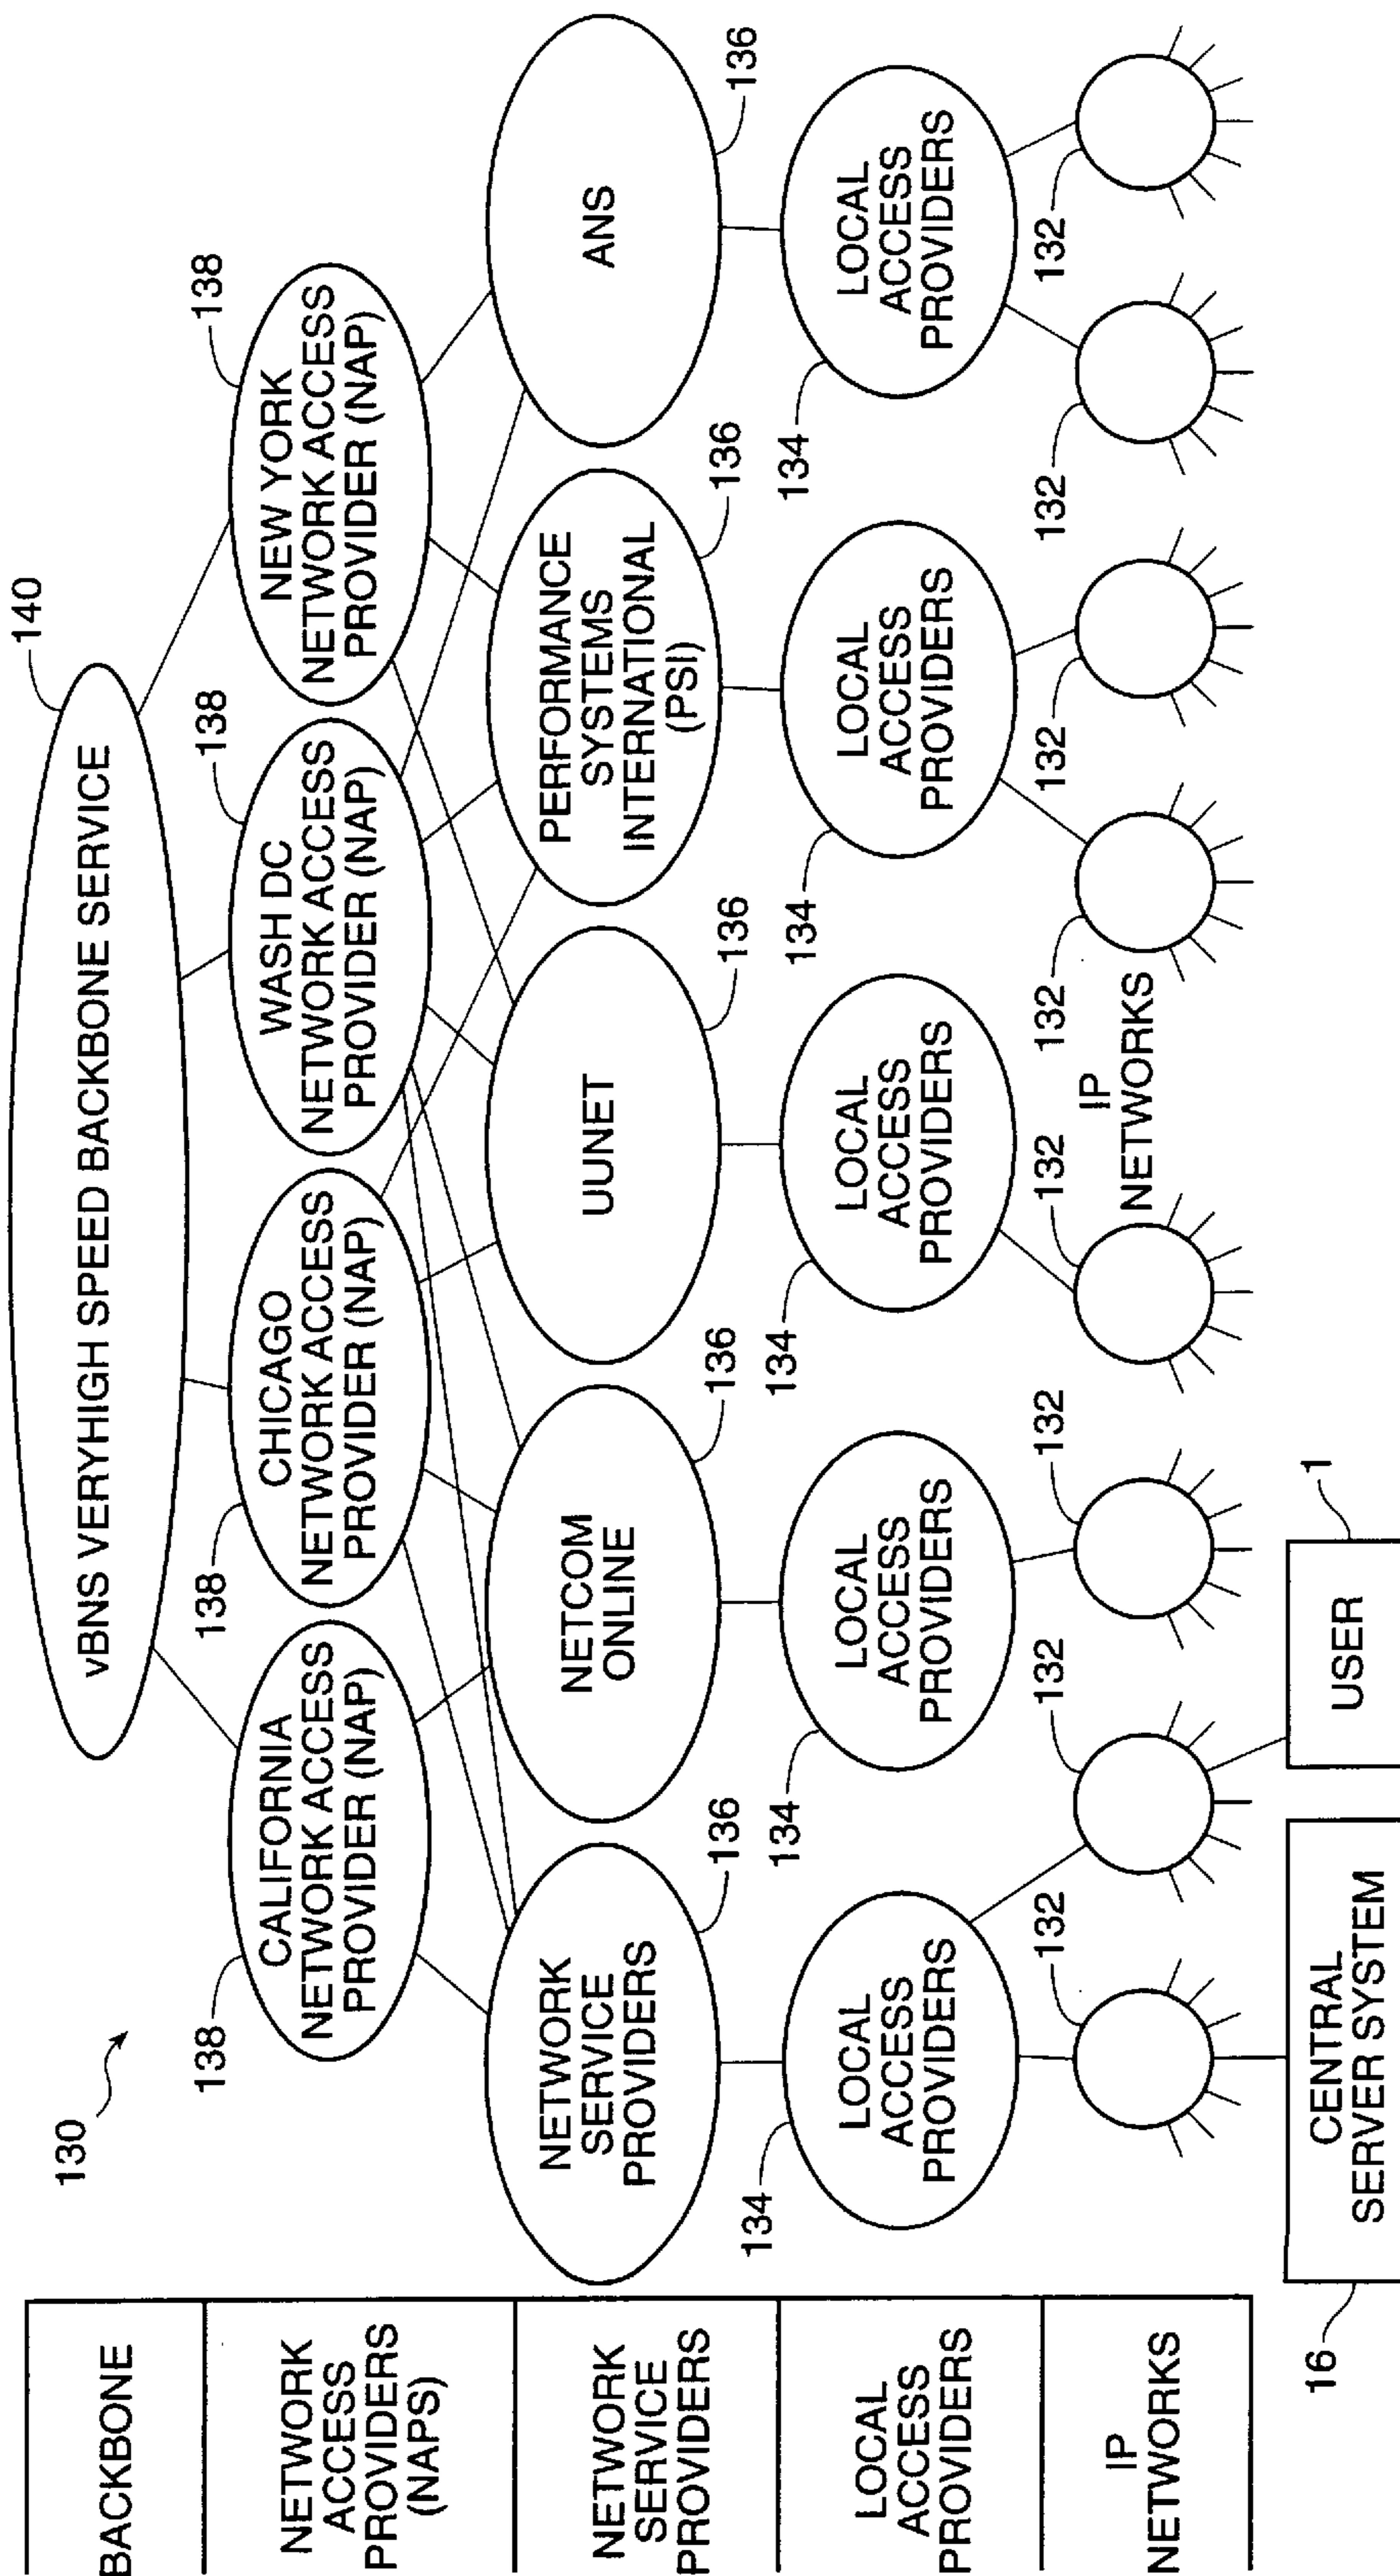 130
140
BACKBONE
vBNS VERYHIGH SPEED BACKBONE SERVICE
NETWORK
ACCESS
PROVIDERS
(NAPS)
138
CALIFORNIA
NETWORK ACCESS
PROVIDER (NAP)
138
CHICAGO
NETWORK ACCESS
PROVIDER (NAP)
138
WASH DC
NETWORK ACCESS
PROVIDER (NAP)
138
NEW YORK
NETWORK ACCESS
PROVIDER (NAP)
NETWORK
SERVICE
PROVIDERS
NETWORK
SERVICE
PROVIDERS
136
NETCOM
ONLINE
136
UUNET
136
PERFORMANCE
SYSTEMS
INTERNATIONAL
(PSI)
136
ANS
136
LOCAL
ACCESS
PROVIDERS
134
LOCAL
ACCESS
PROVIDERS
134
LOCAL
ACCESS
PROVIDERS
134
LOCAL
ACCESS
PROVIDERS
134
LOCAL
ACCESS
PROVIDERS
134
LOCAL
ACCESS
PROVIDERS
IP
NETWORKS
132
132
132
132
IP
NETWORKS
132
132
132
132
16
CENTRAL
SERVER SYSTEM
USER
1